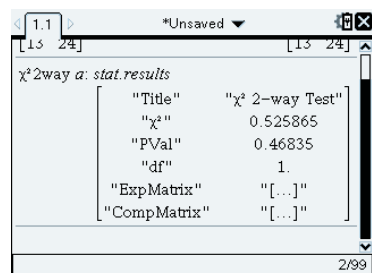 1.1 *Unsaved
[13 24] [13 24]
χ²2way a: stat.results
"Title" "χ² 2-way Test"
"χ²" 0.525865
"PVal" 0.46835
"df" 1.
"ExpMatrix" "[...]"
"CompMatrix" "[...]"
2/99